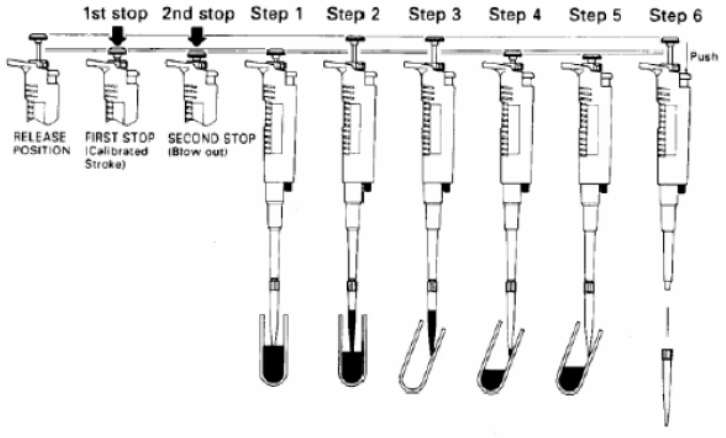 1st stop 2nd stop Step 1 Step 2 Step 3 Step 4 Step 5 Step 6
Push
RELEASE POSITION
FIRST STOP (Calibrated Stroke)
SECOND STOP (Blow out)